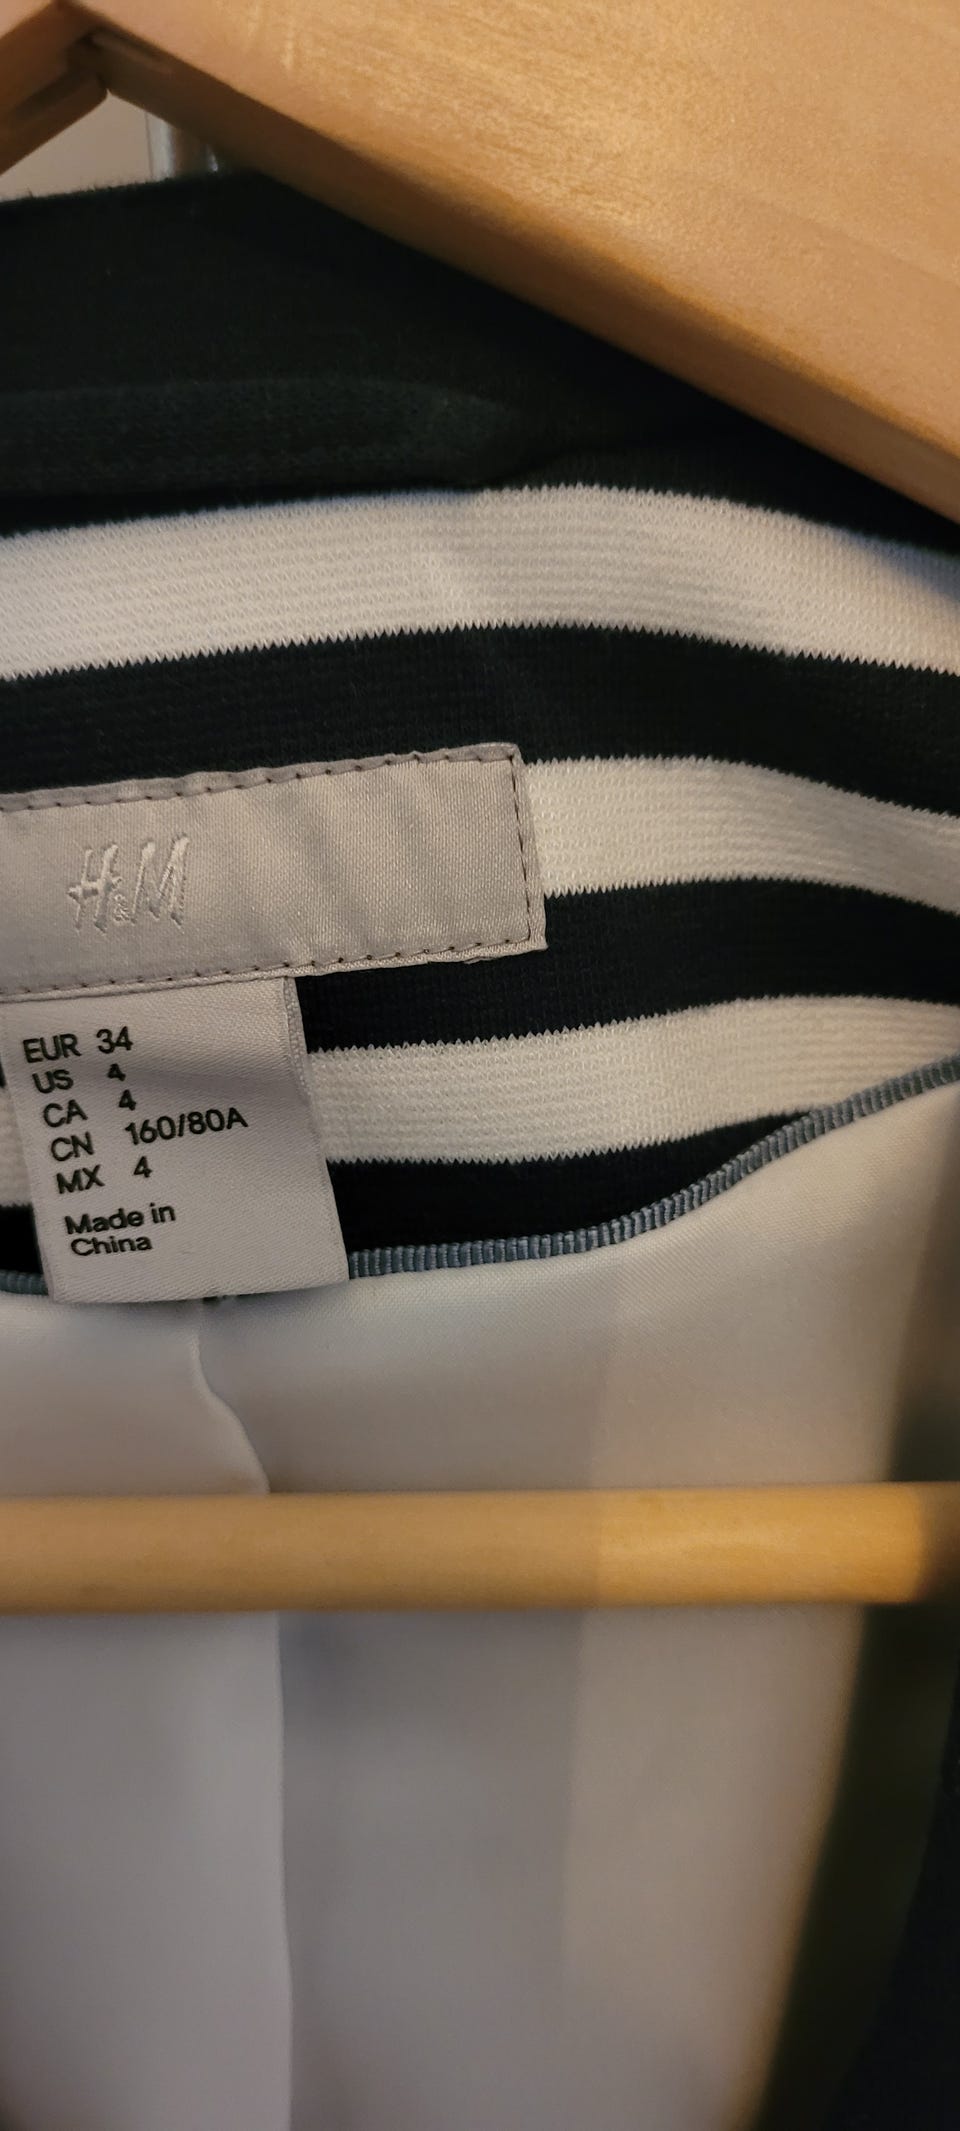 H&M
EUR 34
US 4
CA 4
CN 160/80A
MX 4
Made in
China